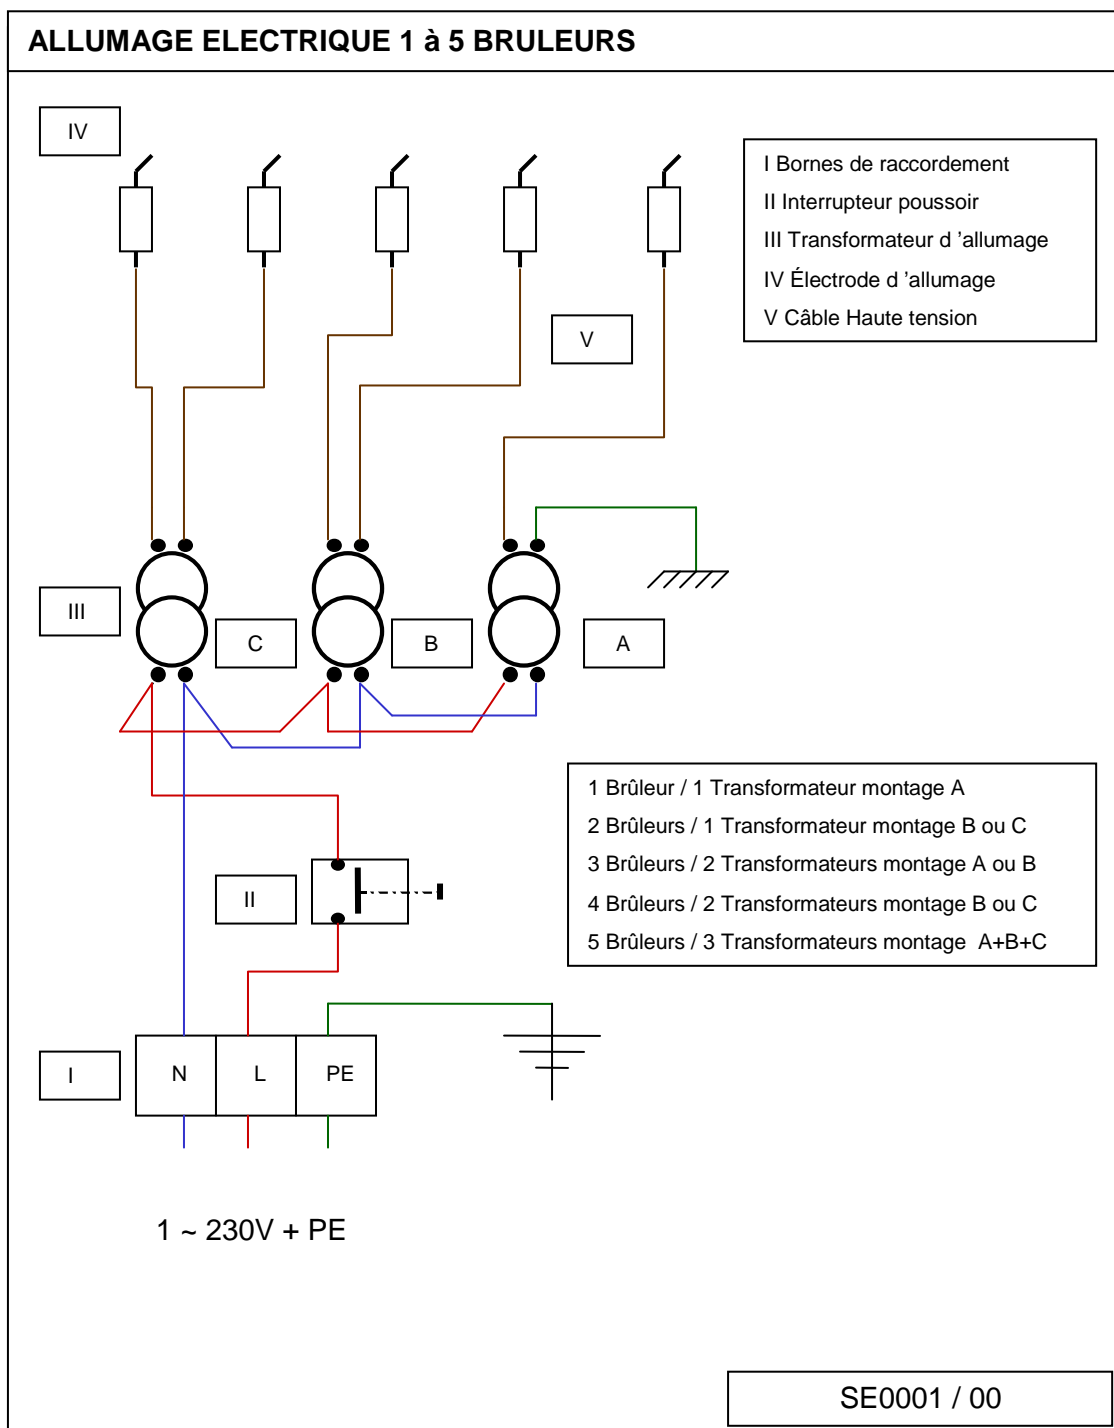 ALLUMAGE ELECTRIQUE 1 à 5 BRULEURS
IV
I Bornes de raccordement
II Interrupteur poussoir
III Transformateur d 'allumage
IV Électrode d 'allumage
V Câble Haute tension
V
III
C
B
A
1 Brûleur / 1 Transformateur montage A
2 Brûleurs / 1 Transformateur montage B ou C
3 Brûleurs / 2 Transformateurs montage A ou B
4 Brûleurs / 2 Transformateurs montage B ou C
5 Brûleurs / 3 Transformateurs montage A+B+C
II
I
N L PE
1 ~ 230V + PE
SE0001 / 00